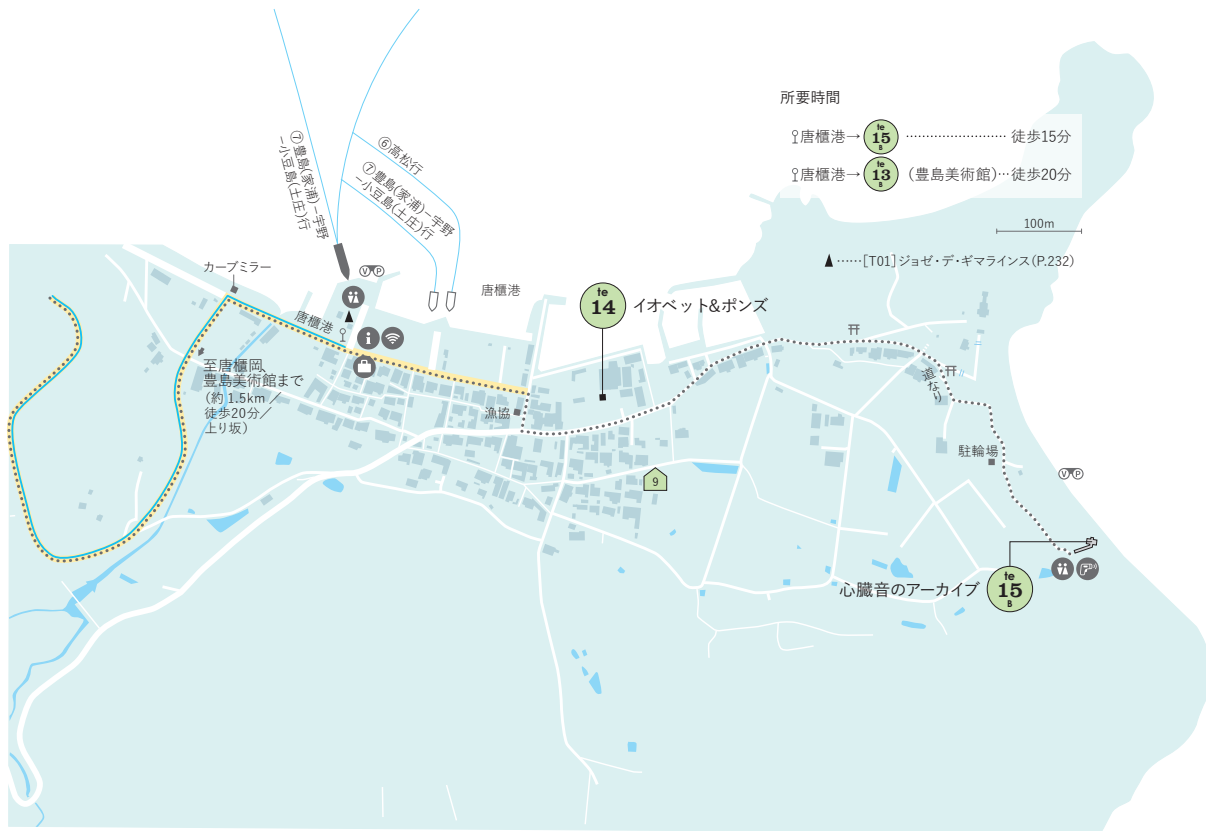 所要時間
唐櫃港→ te 15 B ………………… 徒歩15分
唐櫃港→ te 13 B (豊島美術館)…徒歩20分
100m
▲……[T01]ジョゼ・デ・ギマラインス(P.232)
⑦豊島(家浦)−宇野
−小豆島(土庄)行
⑥高松行
⑦豊島(家浦)−宇野
−小豆島(土庄)行
カーブミラー
V P
唐櫃港
唐櫃港
te
14
イオベット&ポンズ
至唐櫃岡、
豊島美術館まで
(約1.5km/
徒歩20分/
上り坂)
漁協
9
道なり
駐輪場
V P
心臓音のアーカイブ
te
15
B